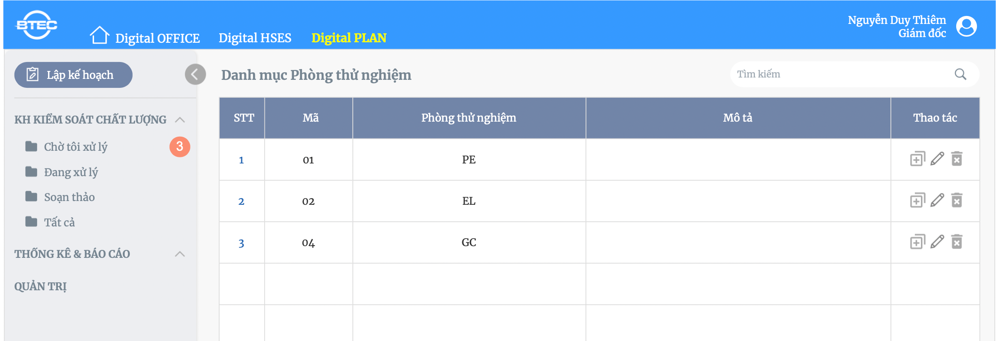 BTEC
Digital OFFICE
Digital HSES
Digital PLAN
Nguyễn Duy Thiêm
Giám đốc
Lập kế hoạch
KH KIỂM SOÁT CHẤT LƯỢNG
Chờ tôi xử lý 3
Đang xử lý
Soạn thảo
Tất cả
THỐNG KÊ & BÁO CÁO
QUẢN TRỊ
Danh mục Phòng thử nghiệm
Tìm kiếm
STT Mã Phòng thử nghiệm Mô tả Thao tác
1 01 PE
2 02 EL
3 04 GC